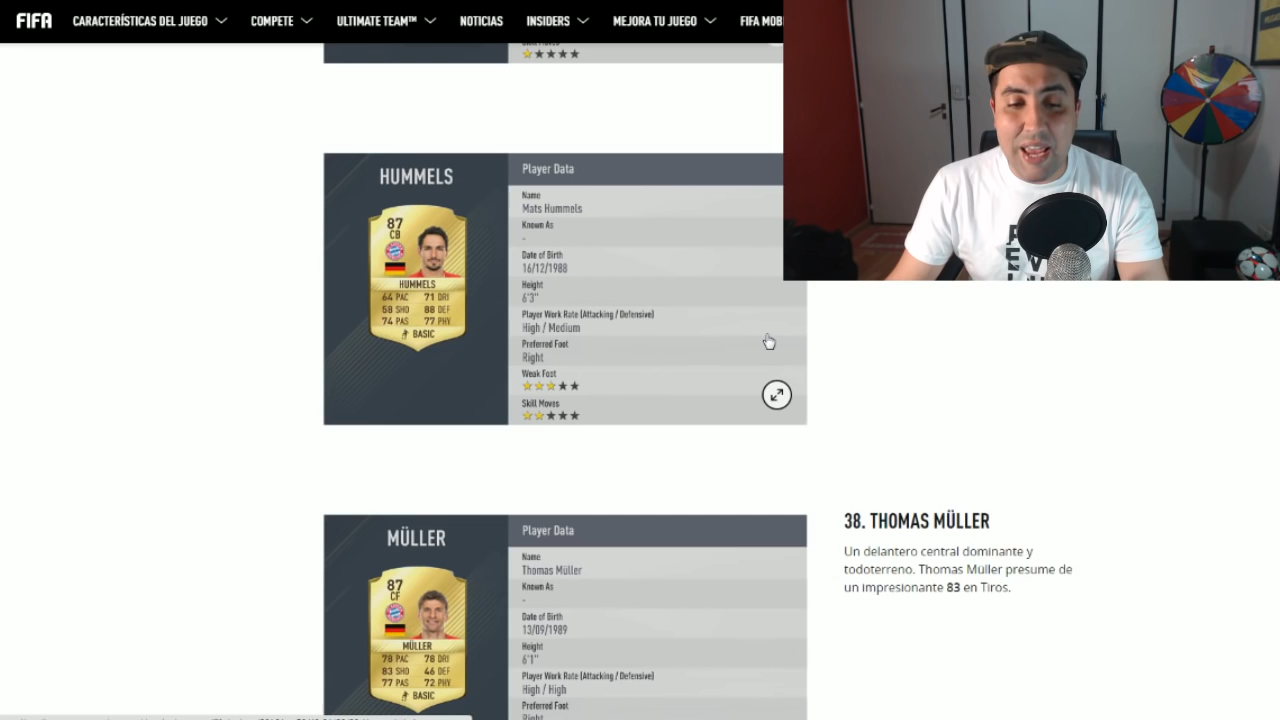 FIFA CARACTERÍSTICAS DEL JUEGO COMPETE ULTIMATE TEAM™ NOTICIAS INSIDERS MEJORA TU JUEGO
HUMMELS
87
CB
HUMMELS
64 PAC 71 DRI
58 SHO 88 DEF
74 PAS 77 PHY
BASIC
Player Data
Name
Mats Hummels
Known As
-
Date of Birth
16/12/1988
Height
6'3"
Player Work Rate (Attacking / Defensive)
High / Medium
Preferred Foot
Right
Weak Foot
Skill Moves
MÜLLER
87
CF
MÜLLER
78 PAC 78 DRI
83 SHO 46 DEF
77 PAS 72 PHY
BASIC
Player Data
Name
Thomas Müller
Known As
-
Date of Birth
13/09/1989
Height
6'1"
Player Work Rate (Attacking / Defensive)
High / High
Preferred Foot
Right
38. THOMAS MÜLLER
Un delantero central dominante y
todoterreno. Thomas Müller presume de
un impresionante 83 en Tiros.